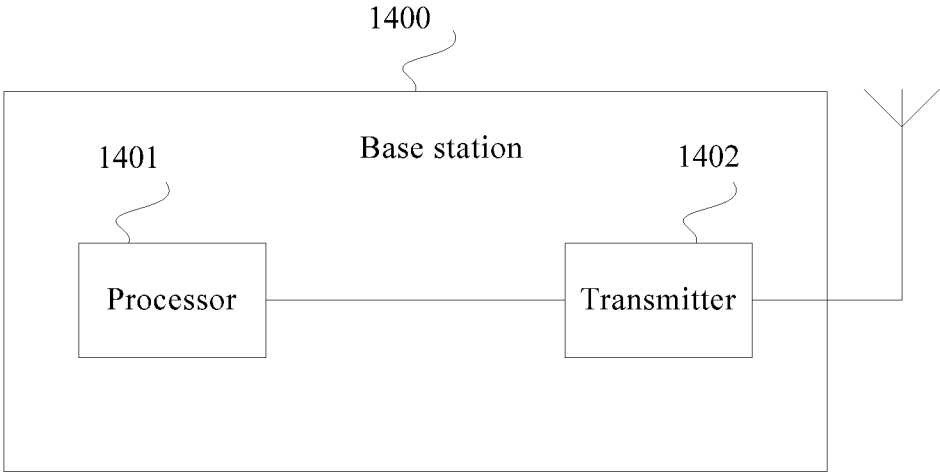 1400
Base station
1401
1402
Processor
Transmitter